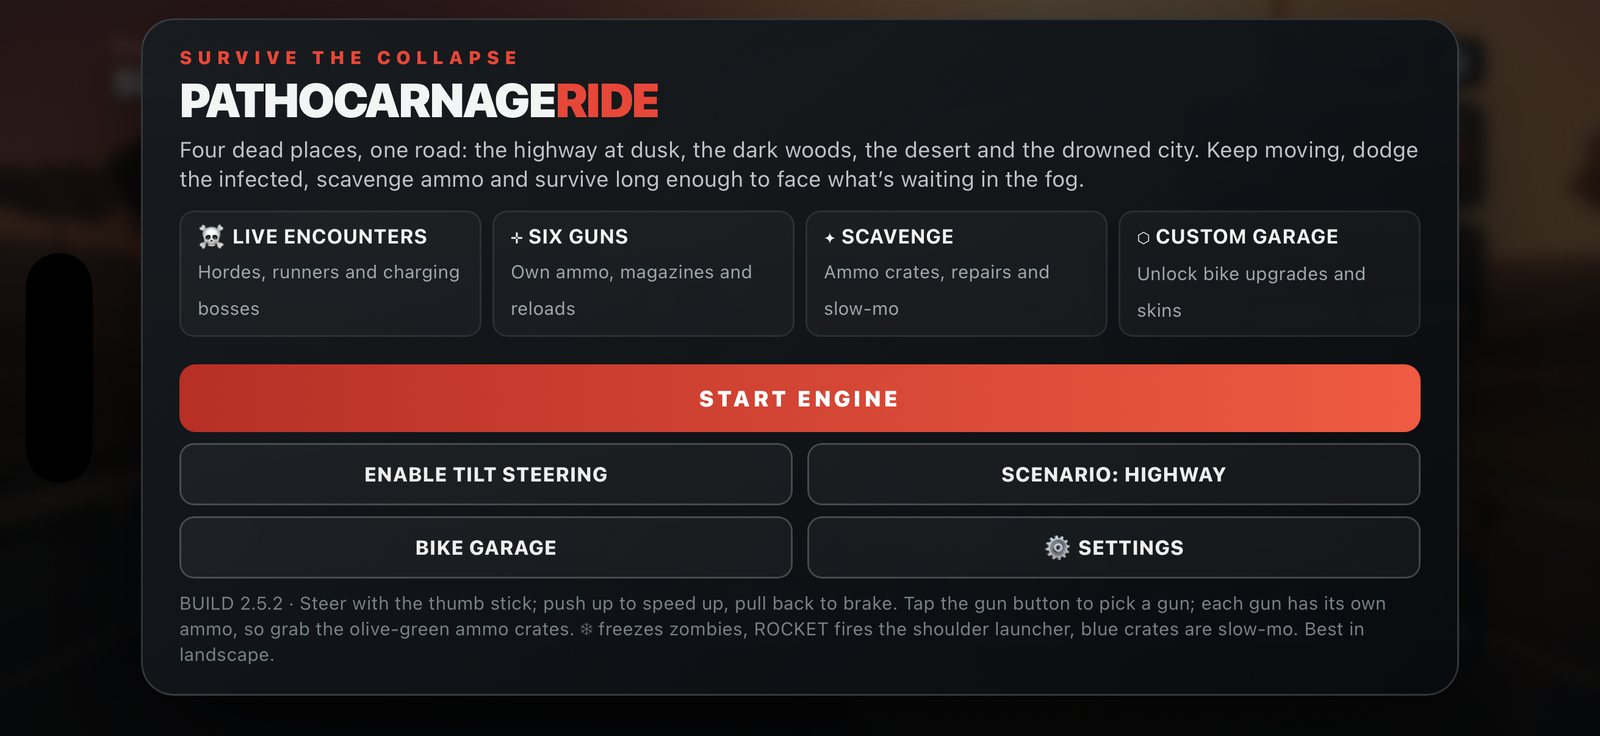 SURVIVE THE COLLAPSE
PATHOCARNAGERIDE
Four dead places, one road: the highway at dusk, the dark woods, the desert and the drowned city. Keep moving, dodge
the infected, scavenge ammo and survive long enough to face what’s waiting in the fog.
☠️ LIVE ENCOUNTERS
Hordes, runners and charging
bosses
✛ SIX GUNS
Own ammo, magazines and
reloads
✦ SCAVENGE
Ammo crates, repairs and
slow-mo
⬡ CUSTOM GARAGE
Unlock bike upgrades and
skins
START ENGINE
ENABLE TILT STEERING
SCENARIO: HIGHWAY
BIKE GARAGE
⚙️ SETTINGS
BUILD 2.5.2 · Steer with the thumb stick; push up to speed up, pull back to brake. Tap the gun button to pick a gun; each gun has its own
ammo, so grab the olive-green ammo crates. ❄ freezes zombies, ROCKET fires the shoulder launcher, blue crates are slow-mo. Best in
landscape.